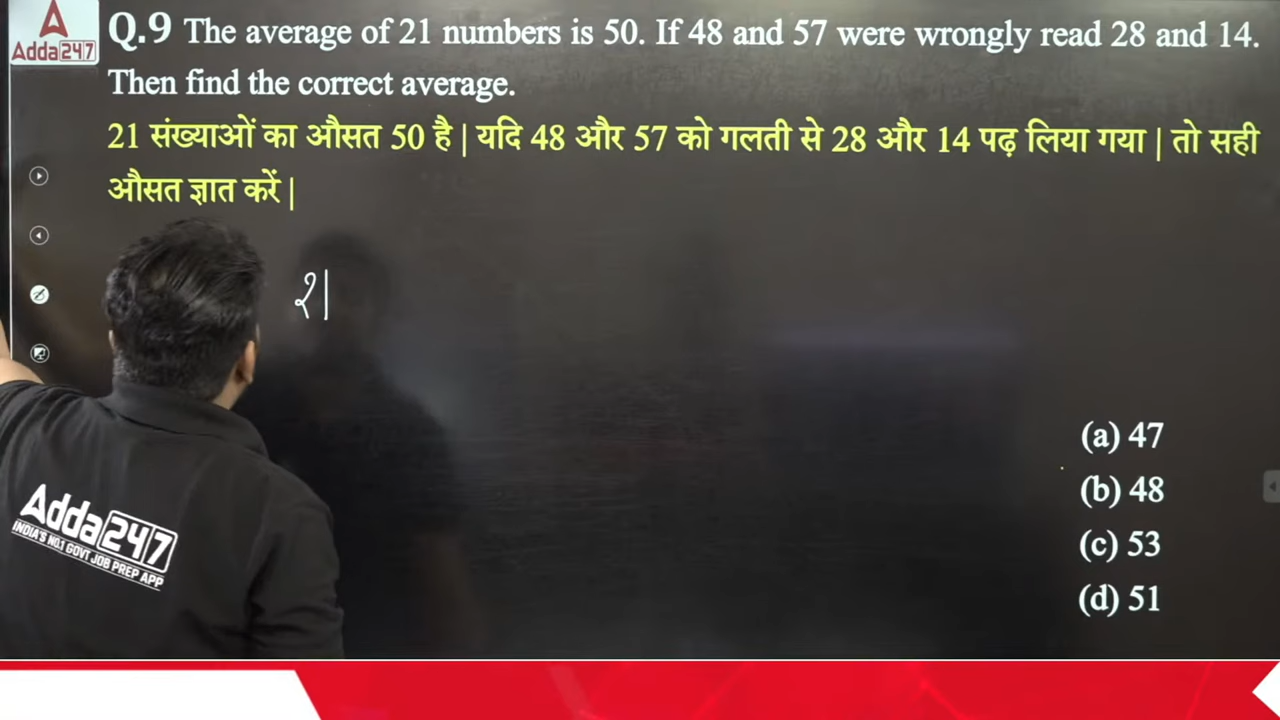 Adda247
Q.9 The average of 21 numbers is 50. If 48 and 57 were wrongly read 28 and 14.
Then find the correct average.
21 संख्याओं का औसत 50 है | यदि 48 और 57 को गलती से 28 और 14 पढ़ लिया गया | तो सही
औसत ज्ञात करें |
21
(a) 47
(b) 48
(c) 53
(d) 51
Adda247
INDIA'S NO.1 GOVT JOB PREP APP